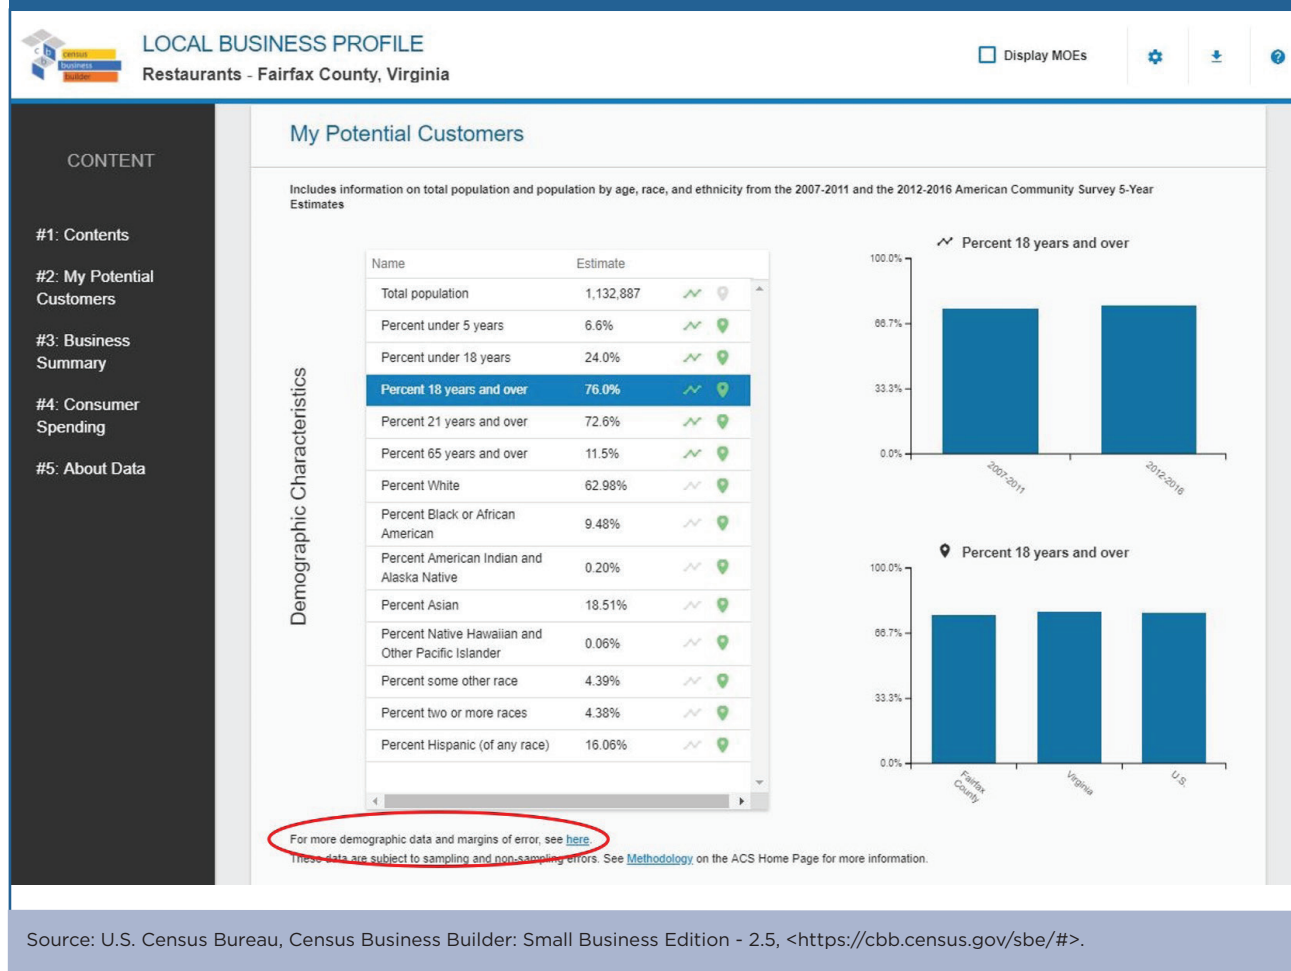 c b b
census
business
builder
LOCAL BUSINESS PROFILE
Restaurants - Fairfax County, Virginia
Display MOEs
?
CONTENT
#1: Contents
#2: My Potential
Customers
#3: Business
Summary
#4: Consumer
Spending
#5: About Data
My Potential Customers
Includes information on total population and population by age, race, and ethnicity from the 2007-2011 and the 2012-2016 American Community Survey 5-Year
Estimates
Demographic Characteristics
Name Estimate
Total population 1,132,887
Percent under 5 years 6.6%
Percent under 18 years 24.0%
Percent 18 years and over 76.0%
Percent 21 years and over 72.6%
Percent 65 years and over 11.5%
Percent White 62.98%
Percent Black or African
American 9.48%
Percent American Indian and
Alaska Native 0.20%
Percent Asian 18.51%
Percent Native Hawaiian and
Other Pacific Islander 0.06%
Percent some other race 4.39%
Percent two or more races 4.38%
Percent Hispanic (of any race) 16.06%
Percent 18 years and over
100.0%
66.7%
33.3%
0.0%
2007-2011
2012-2016
Percent 18 years and over
100.0%
66.7%
33.3%
0.0%
Fairfax
County
Virginia
U.S.
For more demographic data and margins of error, see here.
These data are subject to sampling and non-sampling errors. See Methodology on the ACS Home Page for more information.
Source: U.S. Census Bureau, Census Business Builder: Small Business Edition - 2.5, <https://cbb.census.gov/sbe/#>.